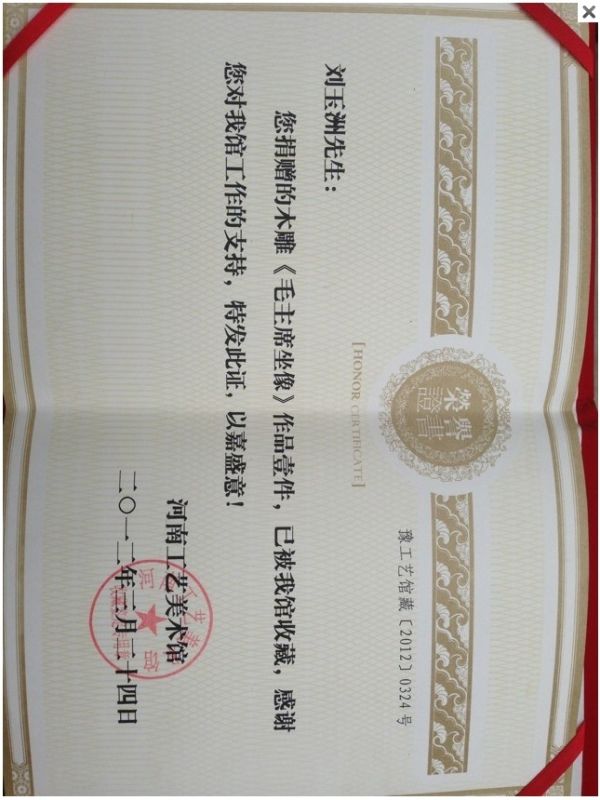 榮譽
證書
[HONOR CERTIFICATE]
豫工艺馆藏〔2012〕0324号
刘玉洲先生：
您捐赠的木雕《毛主席坐像》作品壹件，已被我馆收藏，感谢
您对我馆工作的支持，特发此证，以嘉盛意！
河南工艺美术馆
二〇一二年三月二十四日